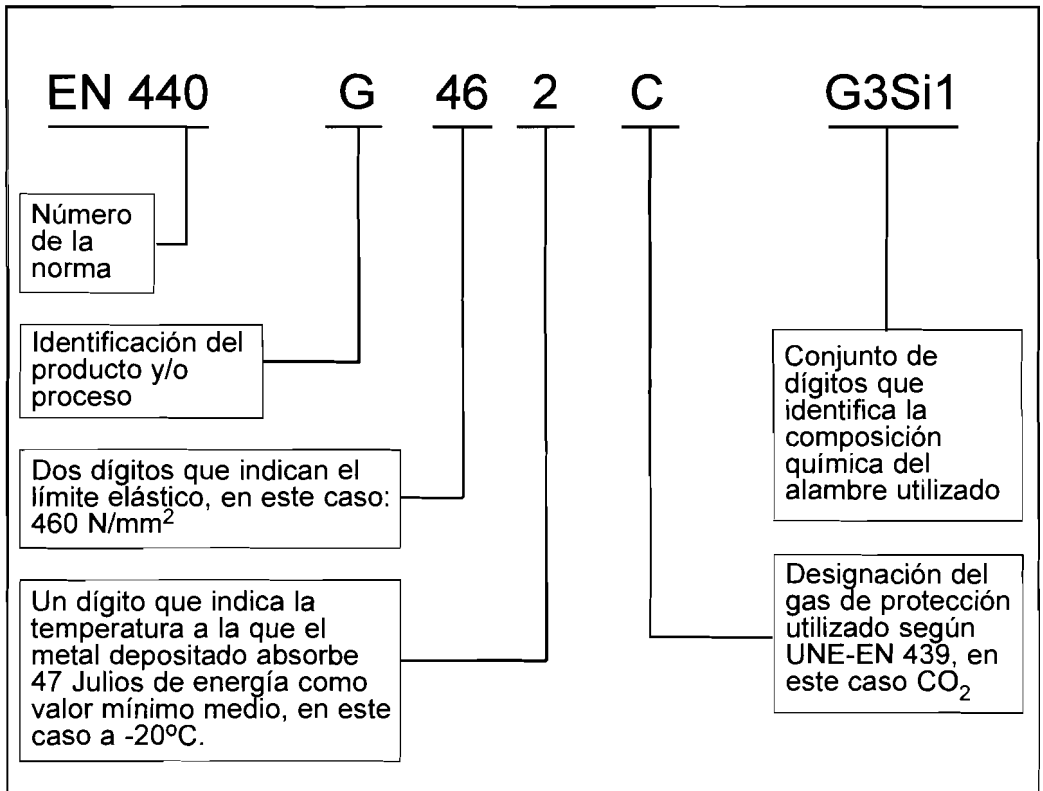 EN 440 G 46 2 C G3Si1
Número
de la
norma
Identificación del
producto y/o
proceso
Dos dígitos que indican el
límite elástico, en este caso:
460 N/mm²
Un dígito que indica la
temperatura a la que el
metal depositado absorbe
47 Julios de energía como
valor mínimo medio, en este
caso a -20ºC.
Conjunto de
dígitos que
identifica la
composición
química del
alambre utilizado
Designación del
gas de protección
utilizado según
UNE-EN 439, en
este caso CO₂